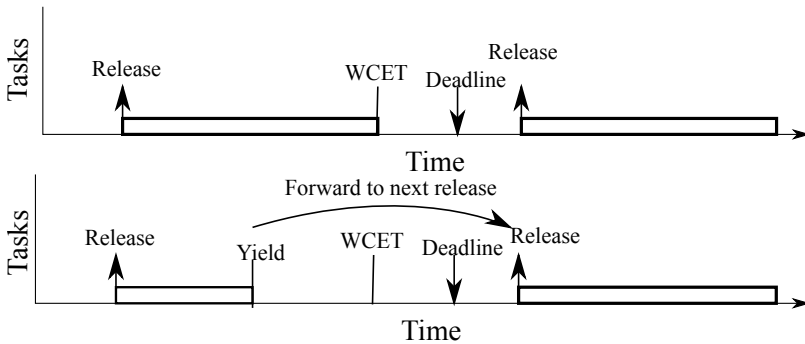 Release
WCET
Deadline
Release
Tasks
Time
Forward to next release
Release
Yield
WCET
Deadline
Release
Tasks
Time